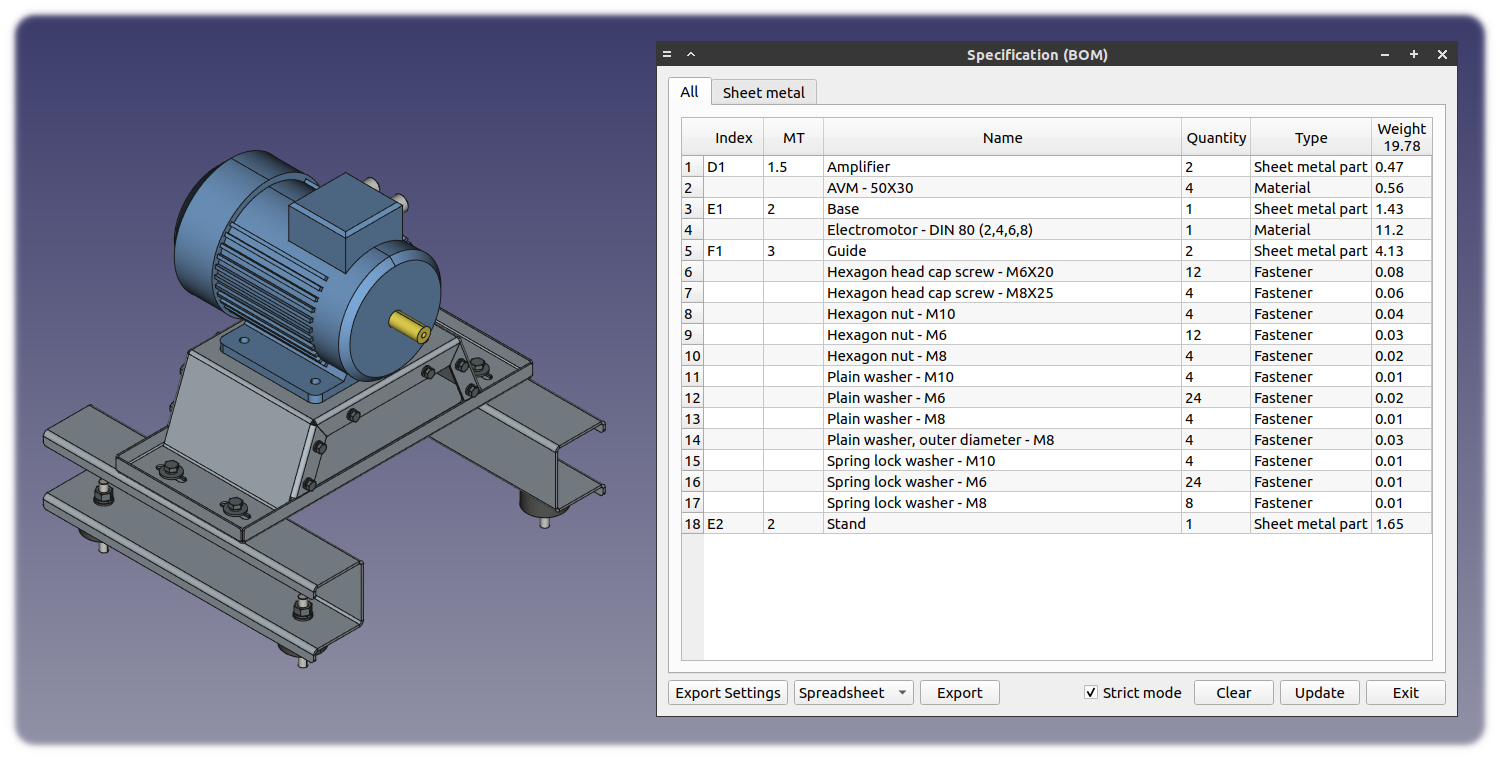 Specification (BOM)
All Sheet metal
Index MT Name Quantity Type Weight 19.78
1 D1 1.5 Amplifier 2 Sheet metal part 0.47
2 AVM - 50X30 4 Material 0.56
3 E1 2 Base 1 Sheet metal part 1.43
4 Electromotor - DIN 80 (2,4,6,8) 1 Material 11.2
5 F1 3 Guide 2 Sheet metal part 4.13
6 Hexagon head cap screw - M6X20 12 Fastener 0.08
7 Hexagon head cap screw - M8X25 4 Fastener 0.06
8 Hexagon nut - M10 4 Fastener 0.04
9 Hexagon nut - M6 12 Fastener 0.03
10 Hexagon nut - M8 4 Fastener 0.02
11 Plain washer - M10 4 Fastener 0.01
12 Plain washer - M6 24 Fastener 0.02
13 Plain washer - M8 4 Fastener 0.01
14 Plain washer, outer diameter - M8 4 Fastener 0.03
15 Spring lock washer - M10 4 Fastener 0.01
16 Spring lock washer - M6 24 Fastener 0.01
17 Spring lock washer - M8 8 Fastener 0.01
18 E2 2 Stand 1 Sheet metal part 1.65
Export Settings Spreadsheet Export Strict mode Clear Update Exit